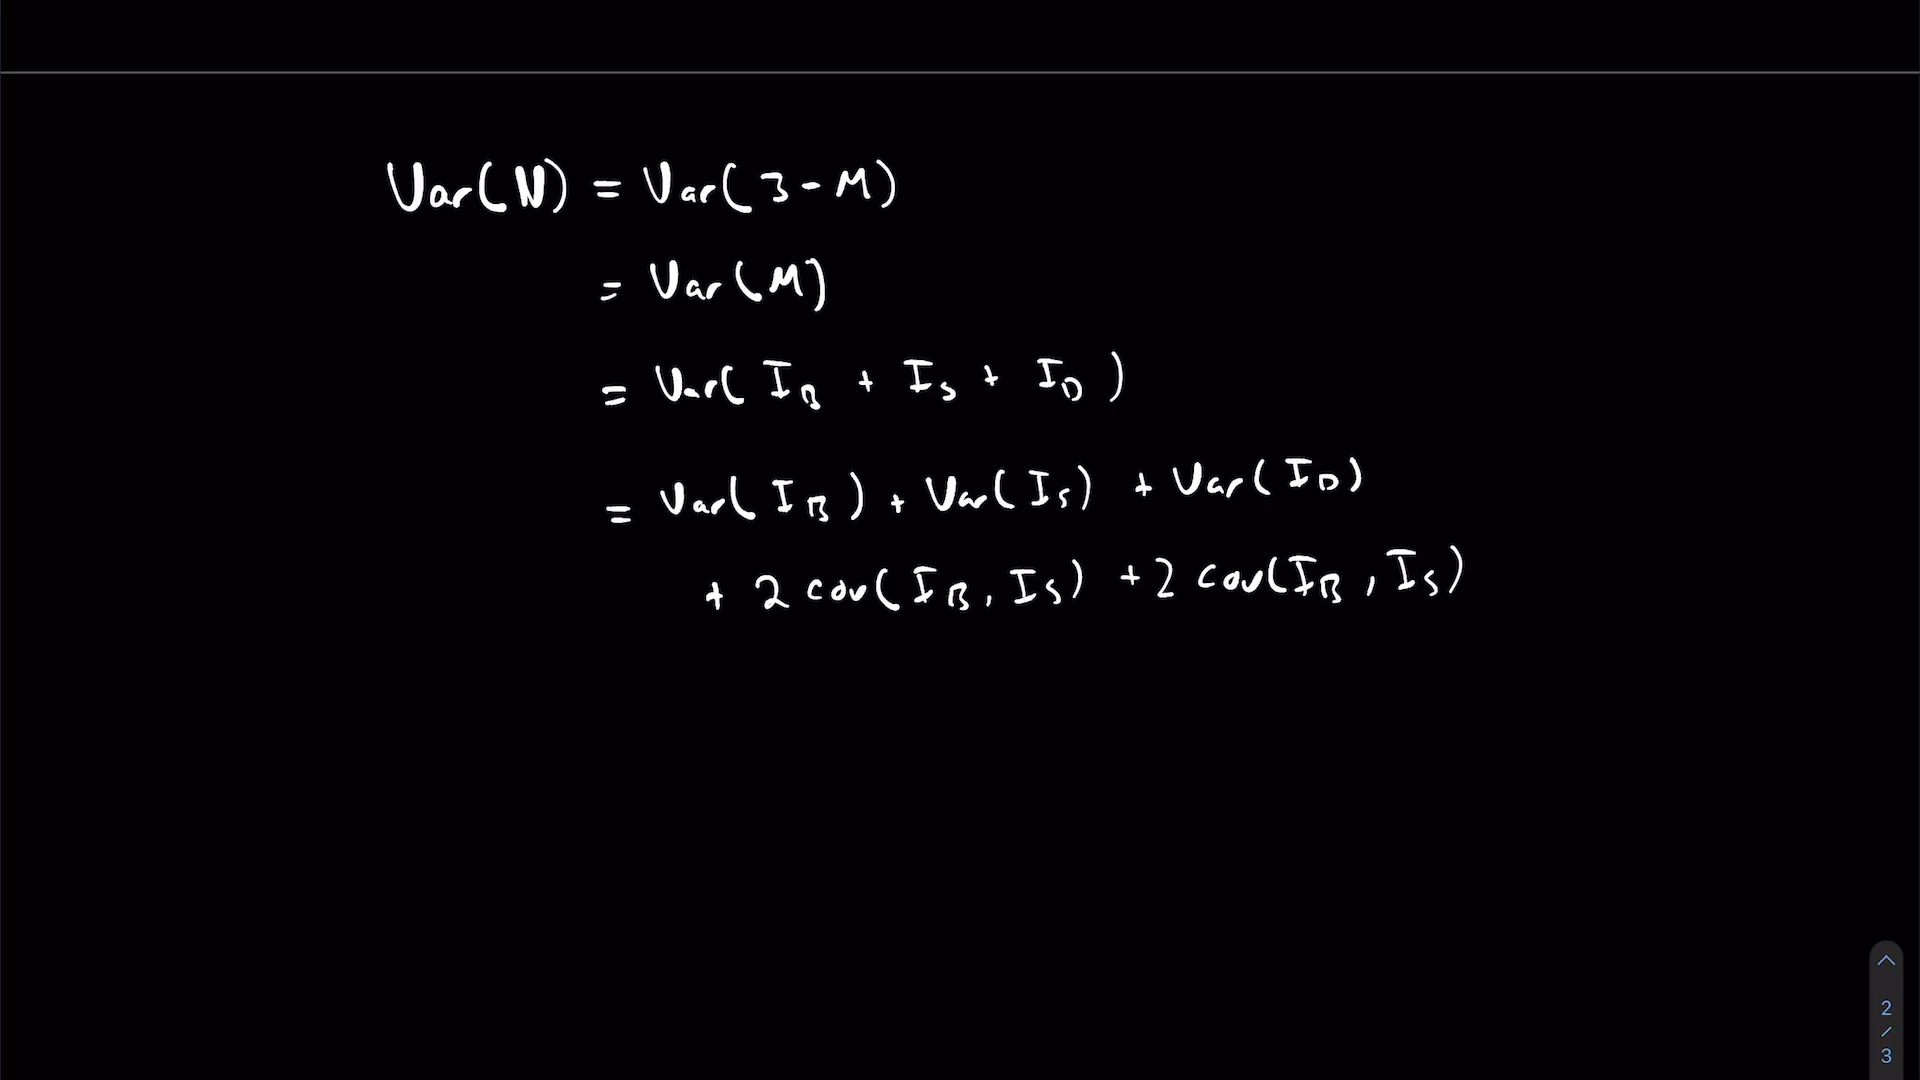 Var(N) = Var(3-M)
= Var(M)
= Var(I_B + I_S + I_D)
= Var(I_B) + Var(I_S) + Var(I_D)
+ 2 cov(I_B, I_S) + 2 cov(I_B, I_S)
2
/
3